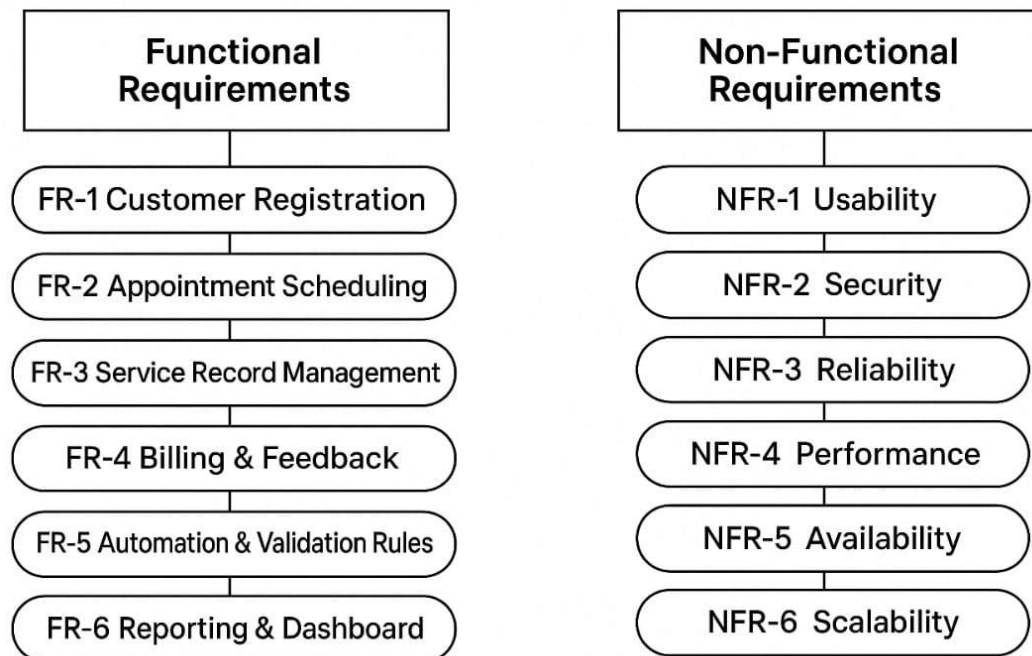 Functional
Requirements
FR-1 Customer Registration
FR-2 Appointment Scheduling
FR-3 Service Record Management
FR-4 Billing & Feedback
FR-5 Automation & Validation Rules
FR-6 Reporting & Dashboard
Non-Functional
Requirements
NFR-1 Usability
NFR-2 Security
NFR-3 Reliability
NFR-4 Performance
NFR-5 Availability
NFR-6 Scalability